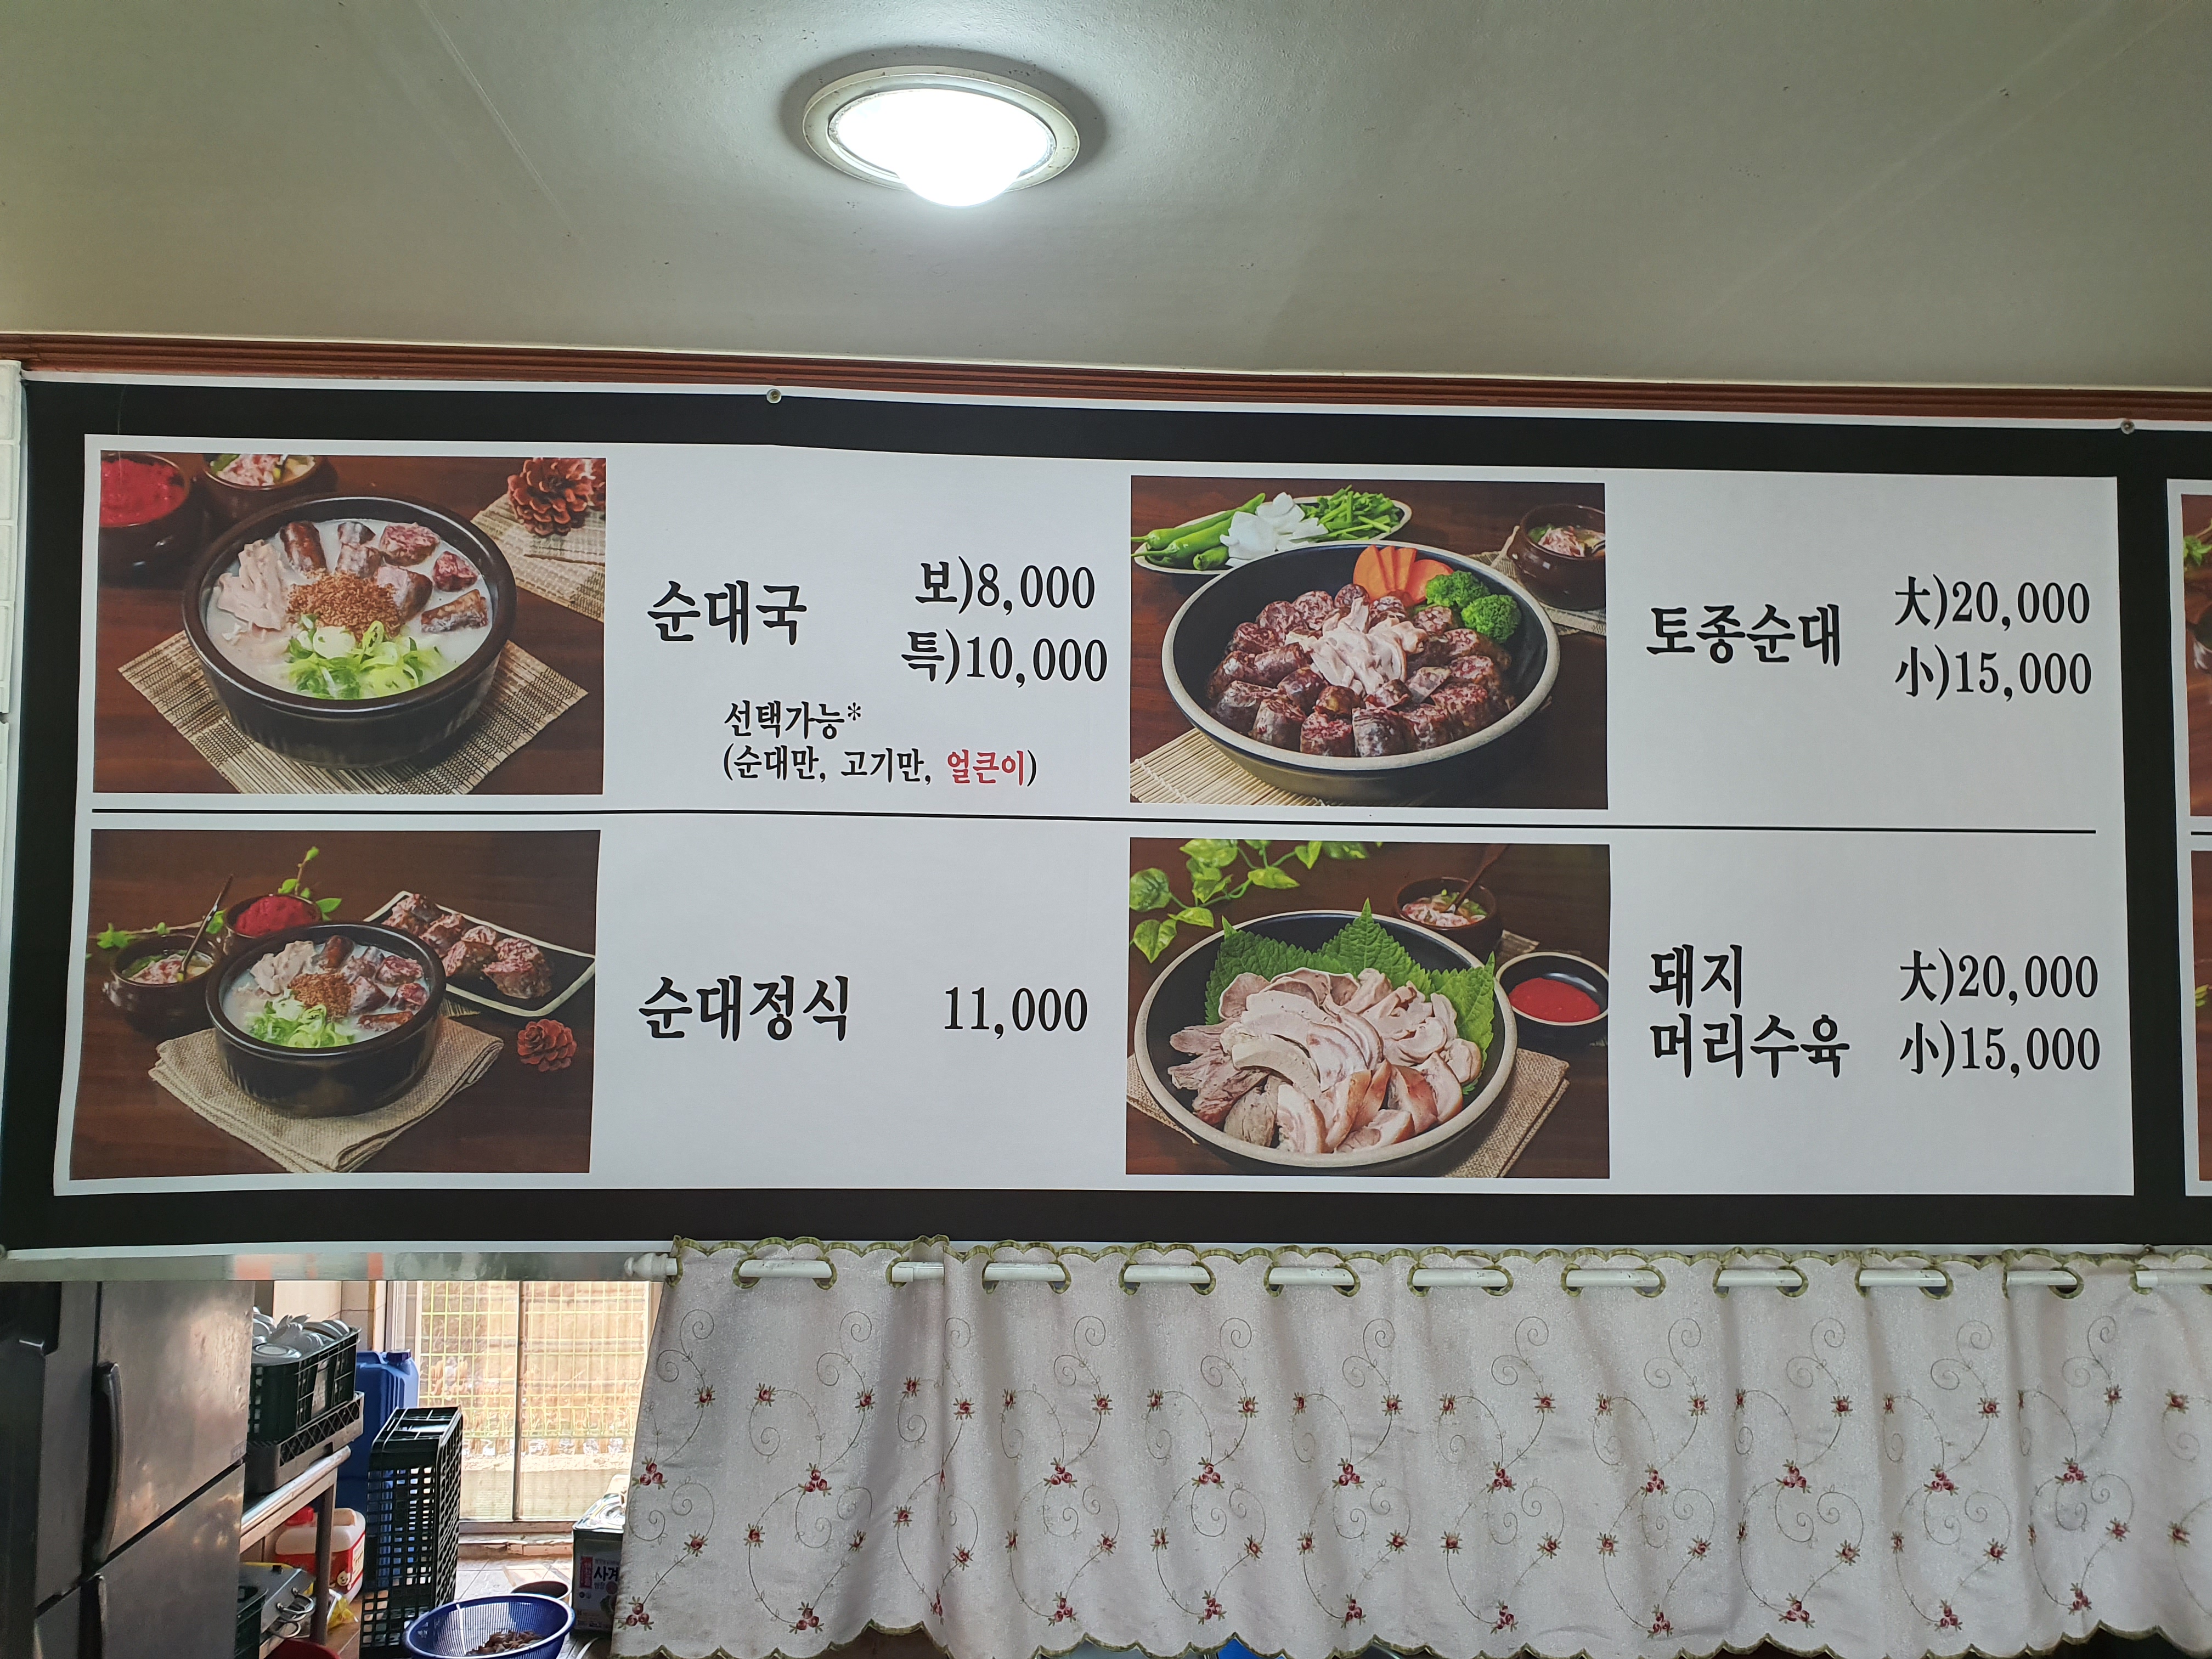 순대국
보)8,000
특)10,000
선택가능*
(순대만, 고기만, 얼큰이)
토종순대
大)20,000
小)15,000
순대정식 11,000
돼지
머리수육
大)20,000
小)15,000